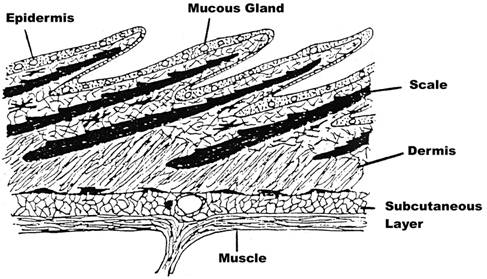 Mucous Gland
Epidermis
Scale
Dermis
Subcutaneous
Layer
Muscle